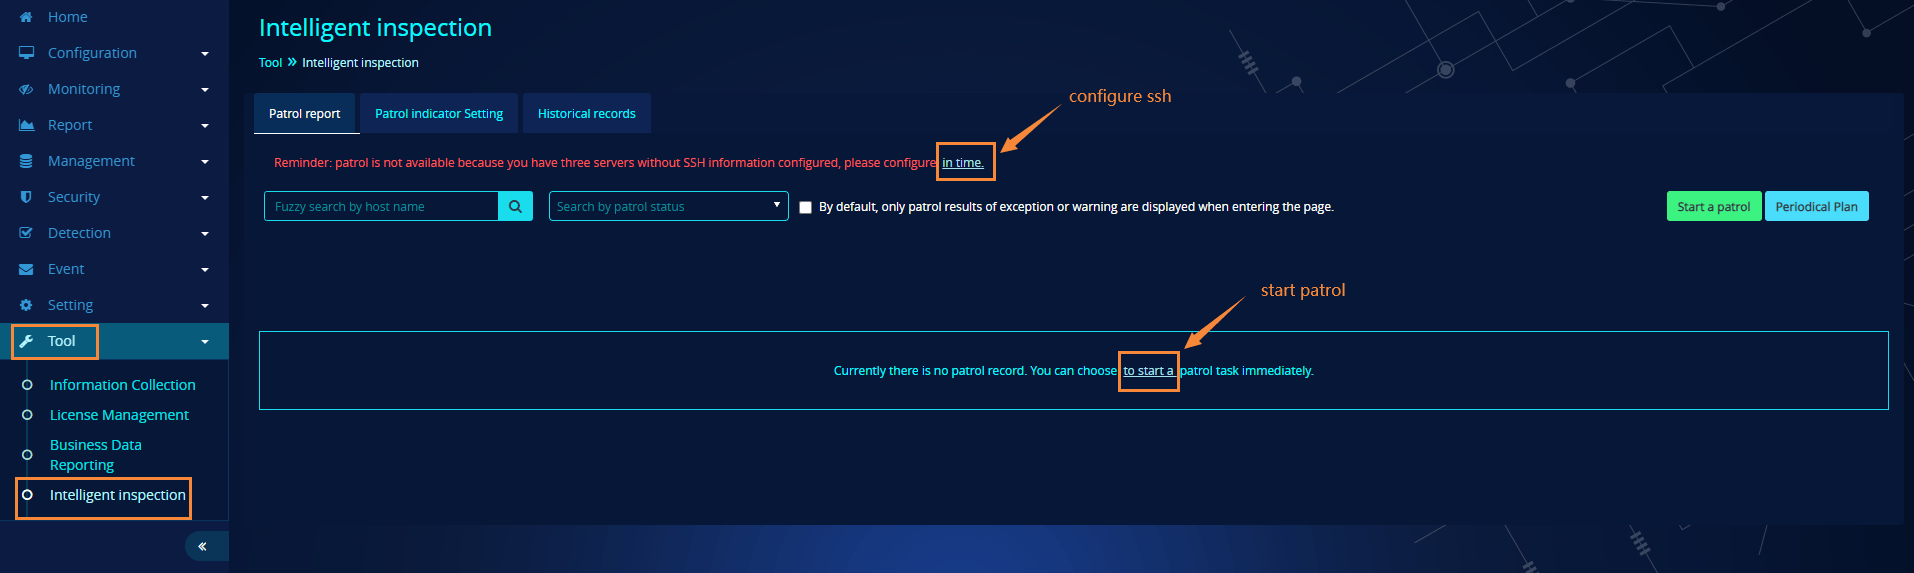 Home
Configuration
Monitoring
Report
Management
Security
Detection
Event
Setting
Tool
Information Collection
License Management
Business Data
Reporting
Intelligent inspection
Intelligent inspection
Tool » Intelligent inspection
configure ssh
Patrol report Patrol indicator Setting Historical records
Reminder: patrol is not available because you have three servers without SSH information configured, please configure in time.
Fuzzy search by host name Search by patrol status By default, only patrol results of exception or warning are displayed when entering the page. Start a patrol Periodical Plan
start patrol
Currently there is no patrol record. You can choose to start a patrol task immediately.